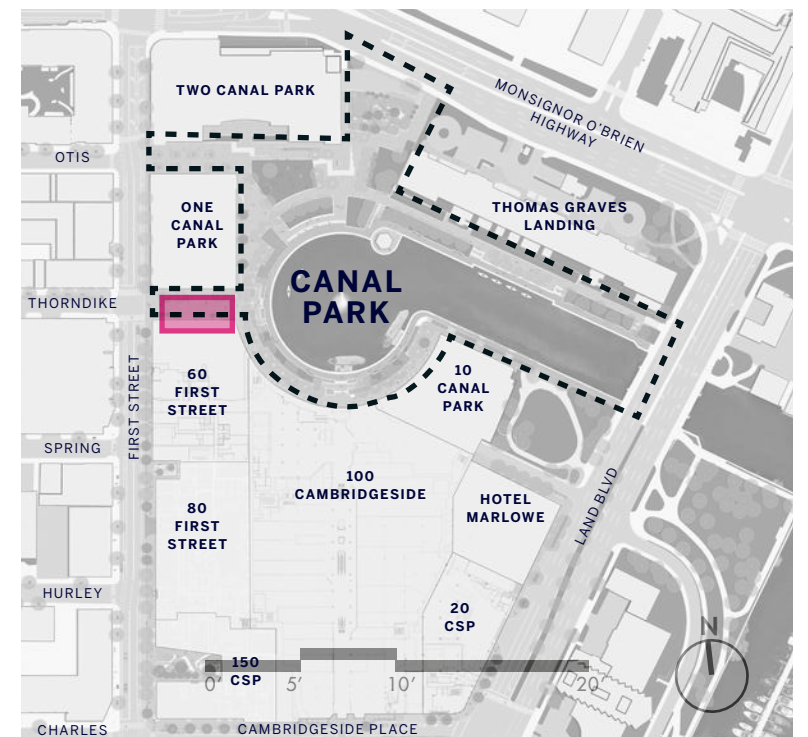 TWO CANAL PARK
MONSIGNOR O'BRIEN
HIGHWAY
OTIS
ONE
CANAL
PARK
THOMAS GRAVES
LANDING
CANAL
PARK
THORNDIKE
FIRST STREET
60
FIRST
STREET
10
CANAL
PARK
SPRING
100
CAMBRIDGESIDE
HOTEL
MARLOWE
LAND BLVD
80
FIRST
STREET
HURLEY
20
CSP
N
150
CSP
0′ 5′ 10′ 20′
CHARLES
CAMBRIDGESIDE PLACE